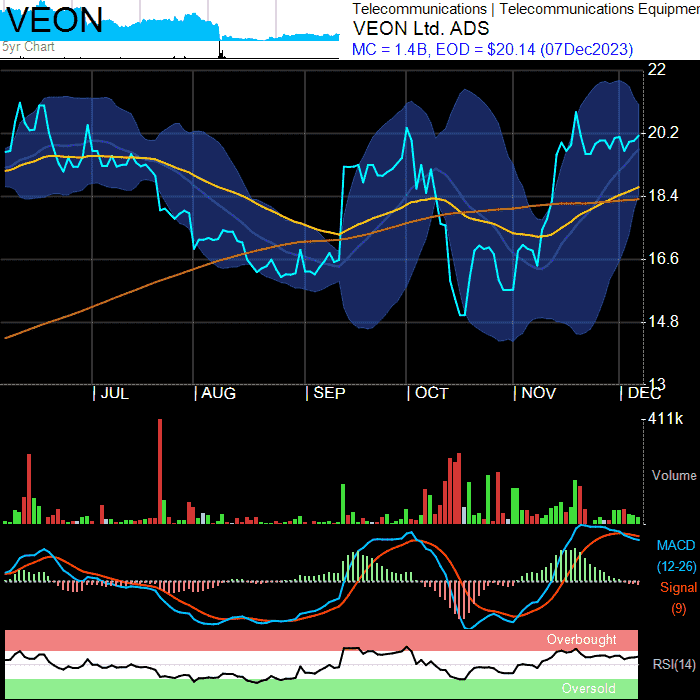 VEON
5yr Chart
Telecommunications | Telecommunications Equipmen
VEON Ltd. ADS
MC = 1.4B, EOD = $20.14 (07Dec2023)
22
20.2
18.4
16.6
14.8
13
| JUL | AUG | SEP | OCT | NOV | DEC
411k
Volume
MACD
(12-26)
Signal
(9)
Overbought
RSI(14)
Oversold